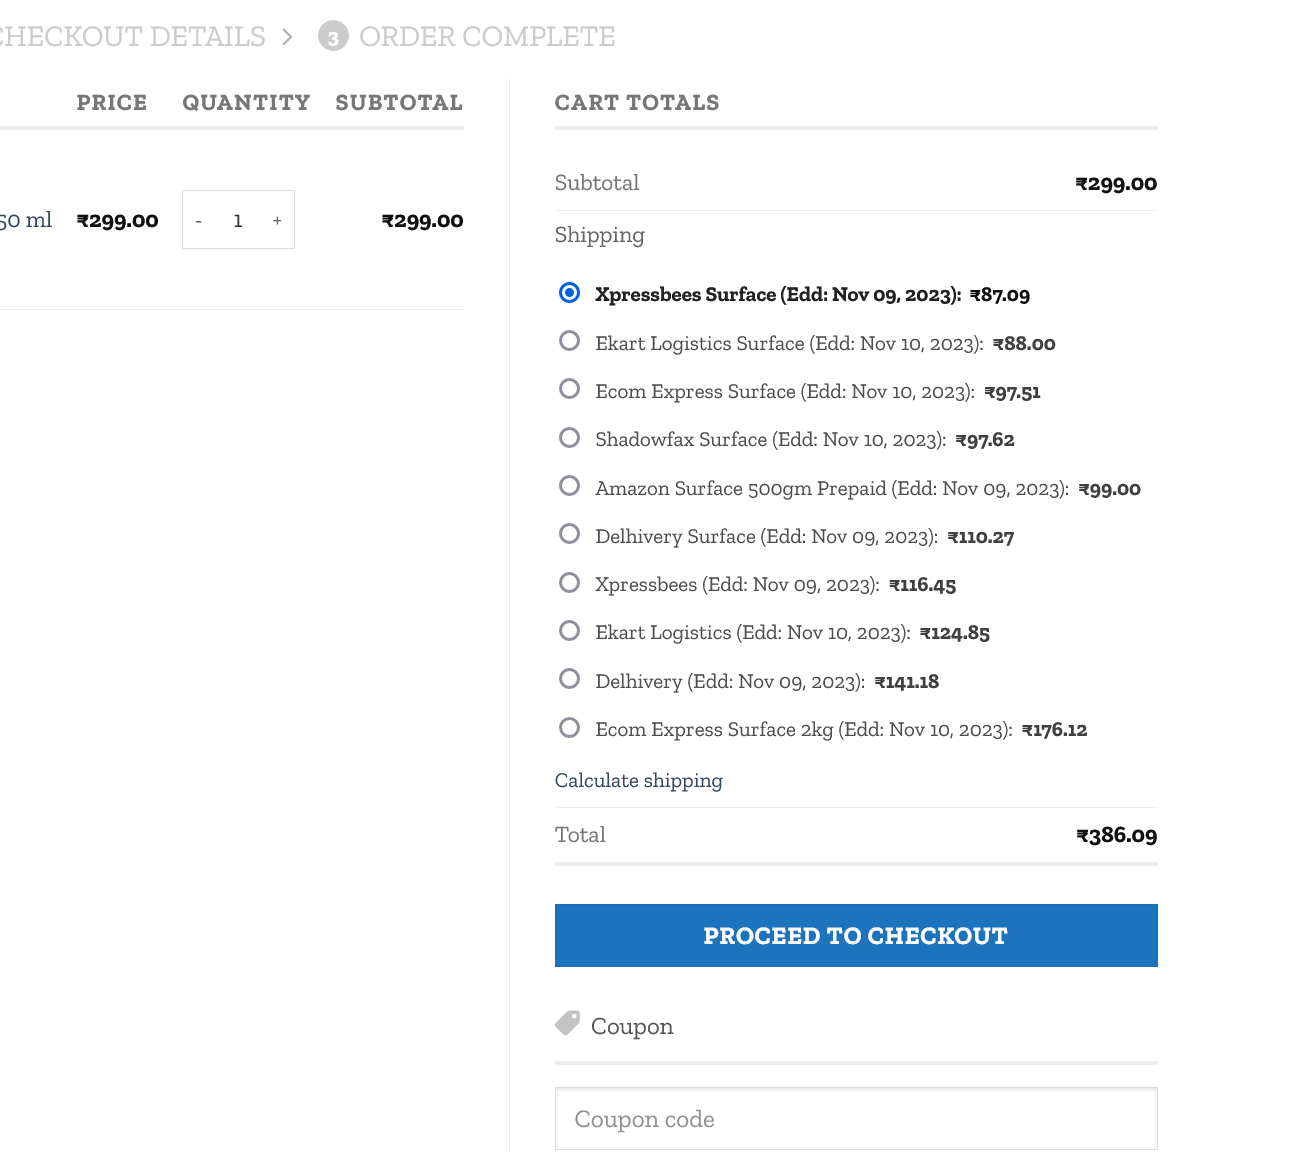 CHECKOUT DETAILS > 3 ORDER COMPLETE
PRICE QUANTITY SUBTOTAL
50 ml ₹299.00 - 1 + ₹299.00
CART TOTALS
Subtotal ₹299.00
Shipping
Xpressbees Surface (Edd: Nov 09, 2023): ₹87.09
Ekart Logistics Surface (Edd: Nov 10, 2023): ₹88.00
Ecom Express Surface (Edd: Nov 10, 2023): ₹97.51
Shadowfax Surface (Edd: Nov 10, 2023): ₹97.62
Amazon Surface 500gm Prepaid (Edd: Nov 09, 2023): ₹99.00
Delhivery Surface (Edd: Nov 09, 2023): ₹110.27
Xpressbees (Edd: Nov 09, 2023): ₹116.45
Ekart Logistics (Edd: Nov 10, 2023): ₹124.85
Delhivery (Edd: Nov 09, 2023): ₹141.18
Ecom Express Surface 2kg (Edd: Nov 10, 2023): ₹176.12
Calculate shipping
Total ₹386.09
PROCEED TO CHECKOUT
Coupon
Coupon code